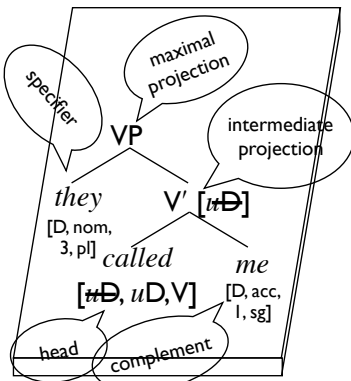 maximal
projection
specifier
VP
intermediate
projection
they
V′ [uD]
[D, nom,
3, pl]
called
me
[uD, uD,V]
[D, acc,
1, sg]
head
complement